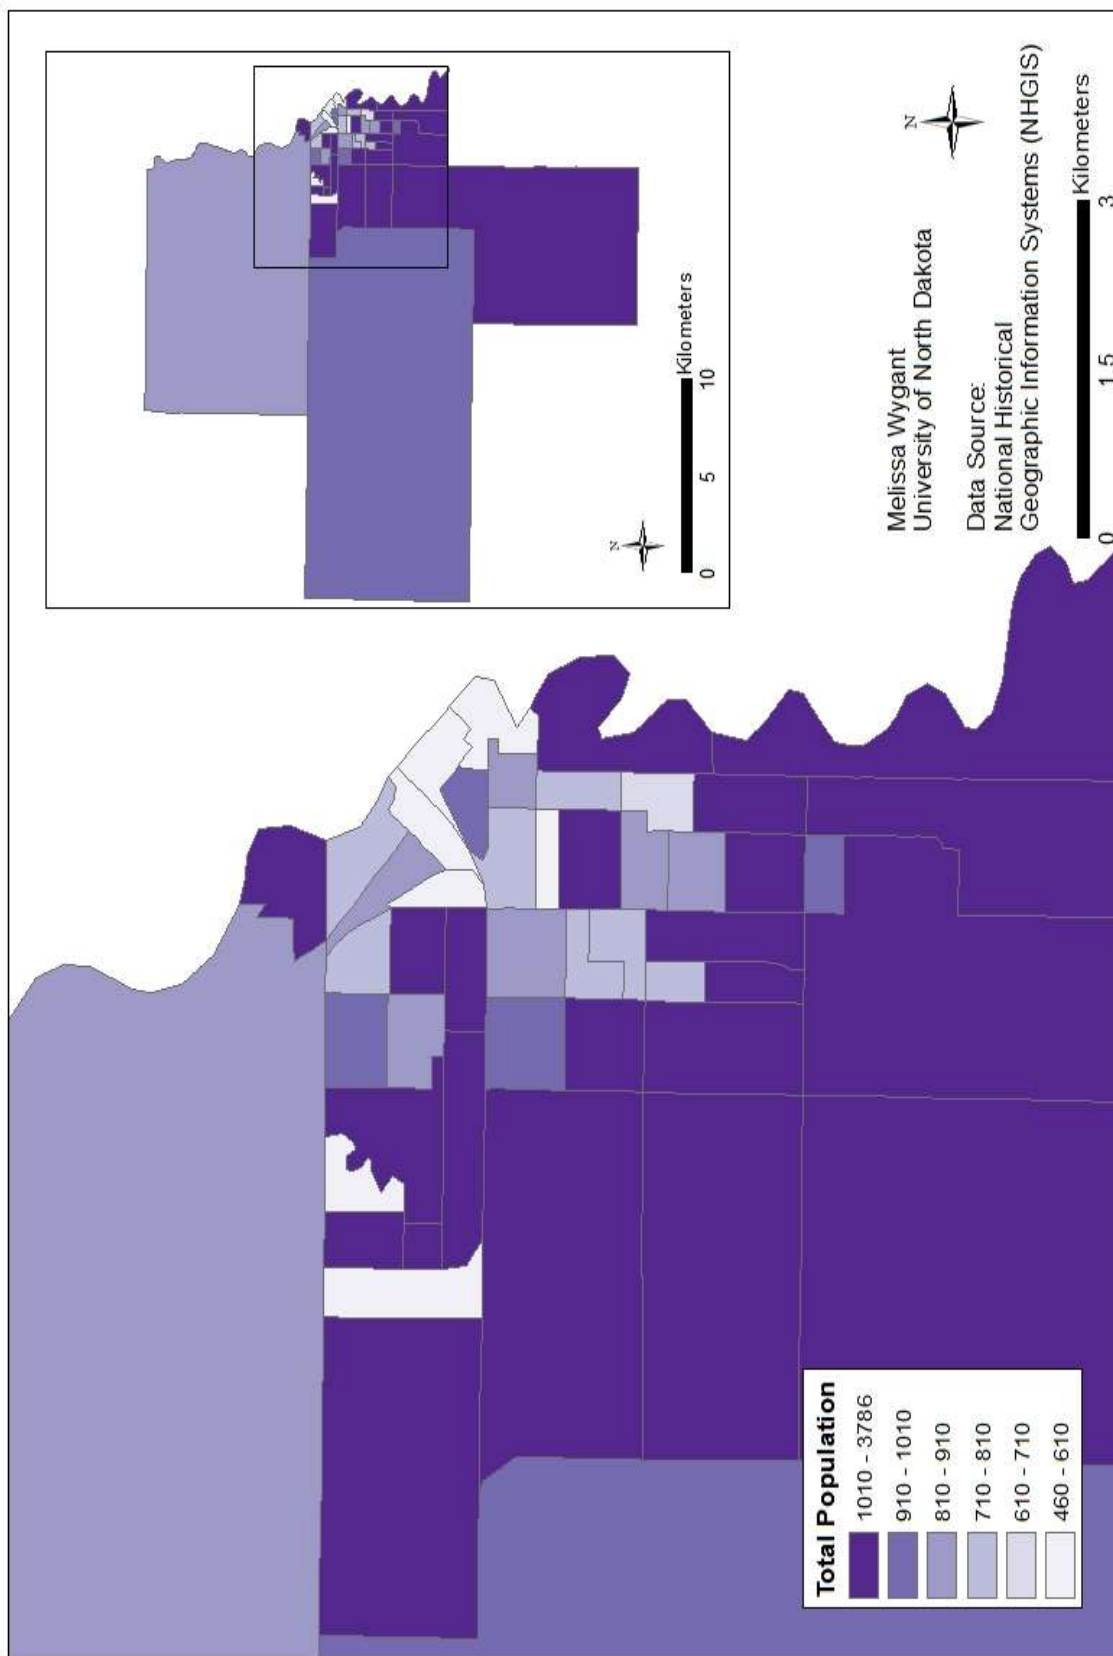 N
0 5 10
Kilometers
Melissa Wygant
University of North Dakota
Data Source:
National Historical
Geographic Information Systems (NHGIS)
N
0 1.5 3
Kilometers
Total Population
1010 - 3786
910 - 1010
810 - 910
710 - 810
610 - 710
460 - 610